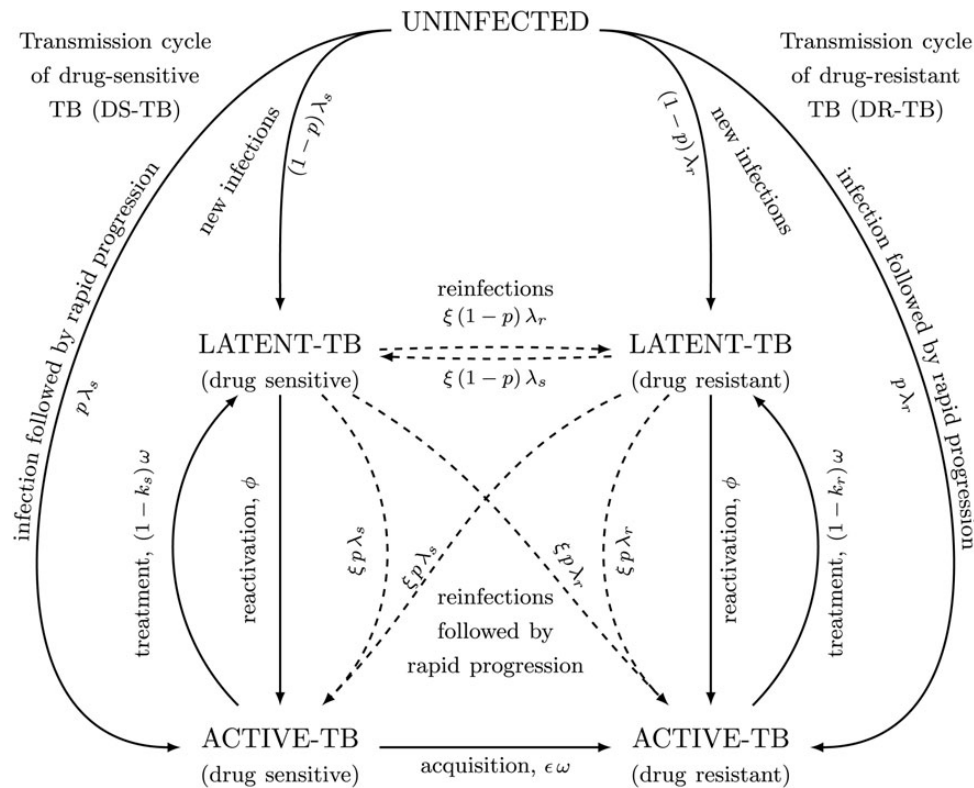 UNINFECTED
Transmission cycle
of drug-sensitive
TB (DS-TB)
Transmission cycle
of drug-resistant
TB (DR-TB)
new infections
(1 − p) λₛ
(1 − p) λᵣ
new infections
infection followed by rapid progression
p λₛ
infection followed by rapid progression
p λᵣ
reinfections
ξ (1 − p) λᵣ
LATENT-TB
(drug sensitive)
ξ (1 − p) λₛ
LATENT-TB
(drug resistant)
treatment, (1 − kₛ) ω
reactivation, ϕ
ξ p λₛ
ξ p λₛ
ξ p λᵣ
ξ p λᵣ
reactivation, ϕ
treatment, (1 − kᵣ) ω
reinfections
followed by
rapid progression
ACTIVE-TB
(drug sensitive)
acquisition, ϵ ω
ACTIVE-TB
(drug resistant)